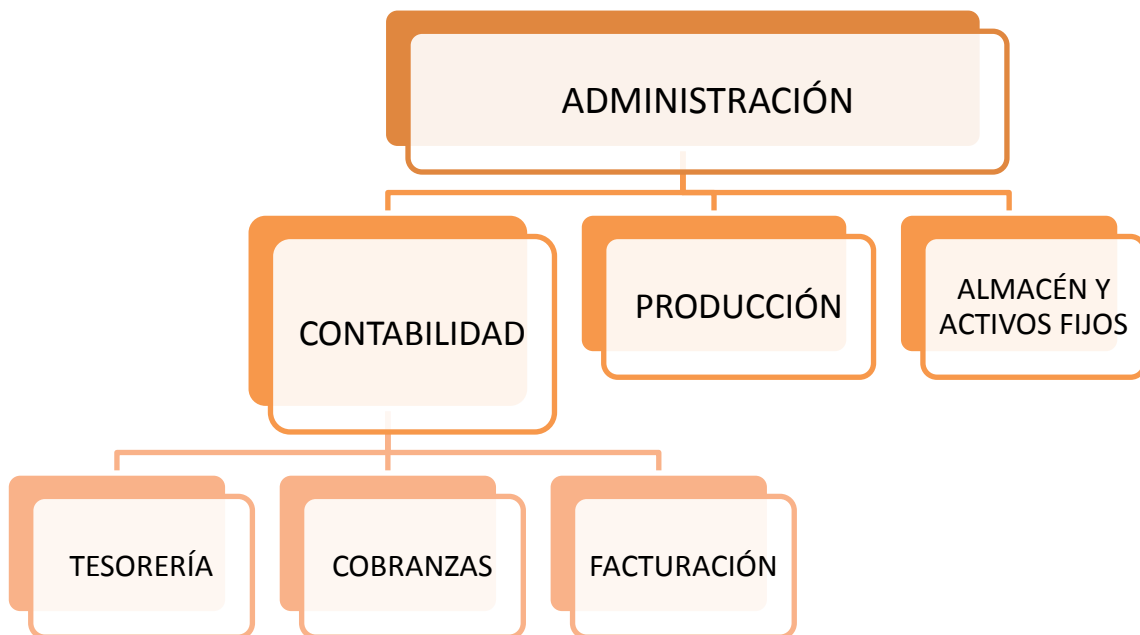 ADMINISTRACIÓN
CONTABILIDAD
PRODUCCIÓN
ALMACÉN Y
ACTIVOS FIJOS
TESORERÍA
COBRANZAS
FACTURACIÓN